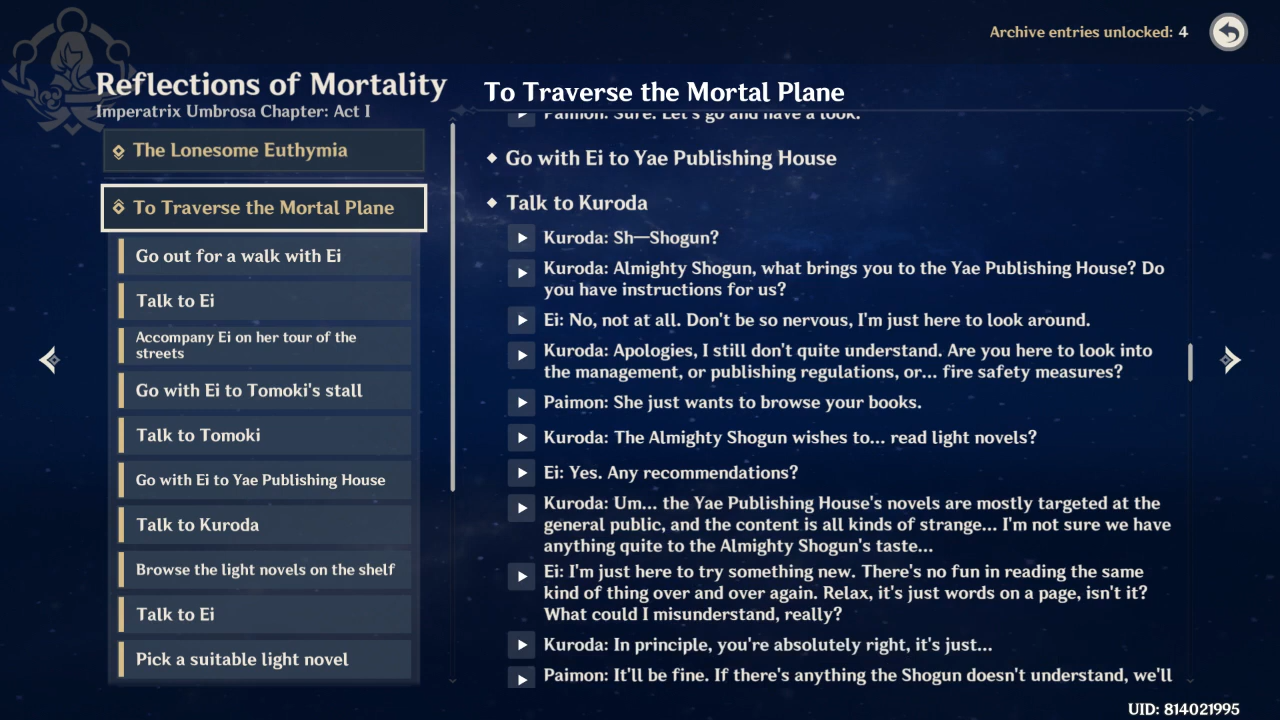 Archive entries unlocked: 4
Reflections of Mortality
Imperatrix Umbrosa Chapter: Act I
The Lonesome Euthymia
To Traverse the Mortal Plane
Go out for a walk with Ei
Talk to Ei
Accompany Ei on her tour of the
streets
Go with Ei to Tomoki's stall
Talk to Tomoki
Go with Ei to Yae Publishing House
Talk to Kuroda
Browse the light novels on the shelf
Talk to Ei
Pick a suitable light novel
To Traverse the Mortal Plane
Paimon: Sure. Let's go and have a look.
Go with Ei to Yae Publishing House
Talk to Kuroda
Kuroda: Sh—Shogun?
Kuroda: Almighty Shogun, what brings you to the Yae Publishing House? Do
you have instructions for us?
Ei: No, not at all. Don't be so nervous, I'm just here to look around.
Kuroda: Apologies, I still don't quite understand. Are you here to look into
the management, or publishing regulations, or... fire safety measures?
Paimon: She just wants to browse your books.
Kuroda: The Almighty Shogun wishes to... read light novels?
Ei: Yes. Any recommendations?
Kuroda: Um... the Yae Publishing House's novels are mostly targeted at the
general public, and the content is all kinds of strange... I'm not sure we have
anything quite to the Almighty Shogun's taste...
Ei: I'm just here to try something new. There's no fun in reading the same
kind of thing over and over again. Relax, it's just words on a page, isn't it?
What could I misunderstand, really?
Kuroda: In principle, you're absolutely right, it's just...
Paimon: It'll be fine. If there's anything the Shogun doesn't understand, we'll
UID: 814021995